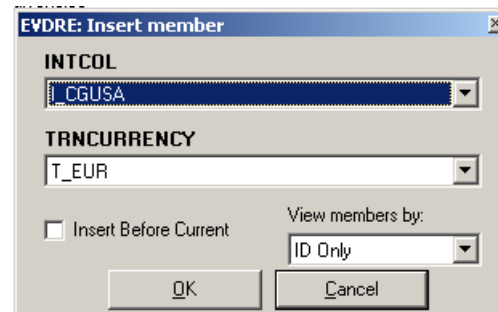 EVDRE: Insert member
INTCOL
I_CGUSA
TRNCURRENCY
T_EUR
Insert Before Current
View members by:
ID Only
OK
Cancel